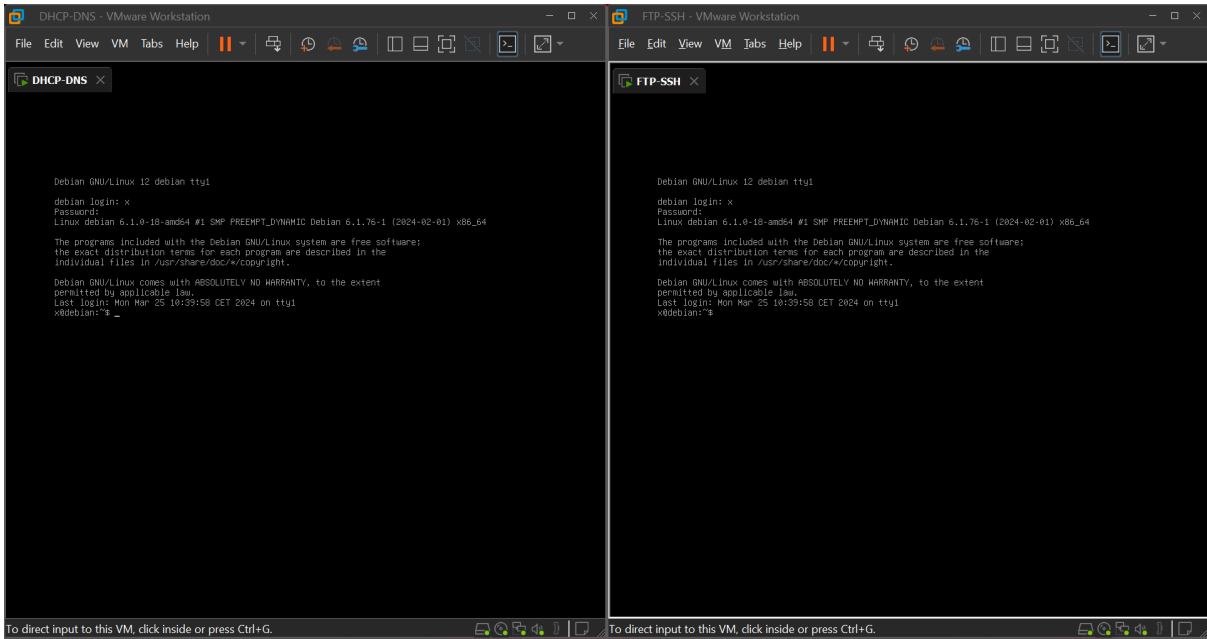 DHCP-DNS - VMware Workstation
File Edit View VM Tabs Help
DHCP-DNS
Debian GNU/Linux 12 debian tty1
debian login: x
Password:
Linux debian 6.1.0-18-amd64 #1 SMP PREEMPT_DYNAMIC Debian 6.1.76-1 (2024-02-01) x86_64
The programs included with the Debian GNU/Linux system are free software;
the exact distribution terms for each program are described in the
individual files in /usr/share/doc/*/copyright.
Debian GNU/Linux comes with ABSOLUTELY NO WARRANTY, to the extent
permitted by applicable law.
Last login: Mon Mar 25 10:39:58 CET 2024 on tty1
x@debian:~$ _
To direct input to this VM, click inside or press Ctrl+G.
FTP-SSH - VMware Workstation
File Edit View VM Tabs Help
FTP-SSH
Debian GNU/Linux 12 debian tty1
debian login: x
Password:
Linux debian 6.1.0-18-amd64 #1 SMP PREEMPT_DYNAMIC Debian 6.1.76-1 (2024-02-01) x86_64
The programs included with the Debian GNU/Linux system are free software;
the exact distribution terms for each program are described in the
individual files in /usr/share/doc/*/copyright.
Debian GNU/Linux comes with ABSOLUTELY NO WARRANTY, to the extent
permitted by applicable law.
Last login: Mon Mar 25 10:39:58 CET 2024 on tty1
x@debian:~$
To direct input to this VM, click inside or press Ctrl+G.